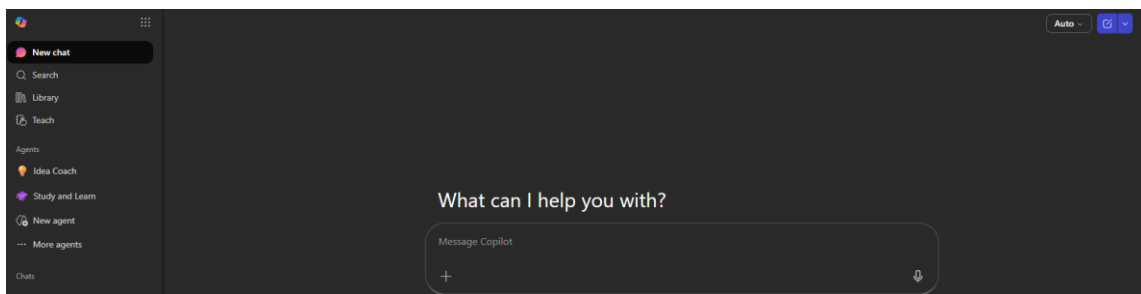 Auto
New chat
Search
Library
Teach
Agents
Idea Coach
Study and Learn
New agent
More agents
Chats
What can I help you with?
Message Copilot